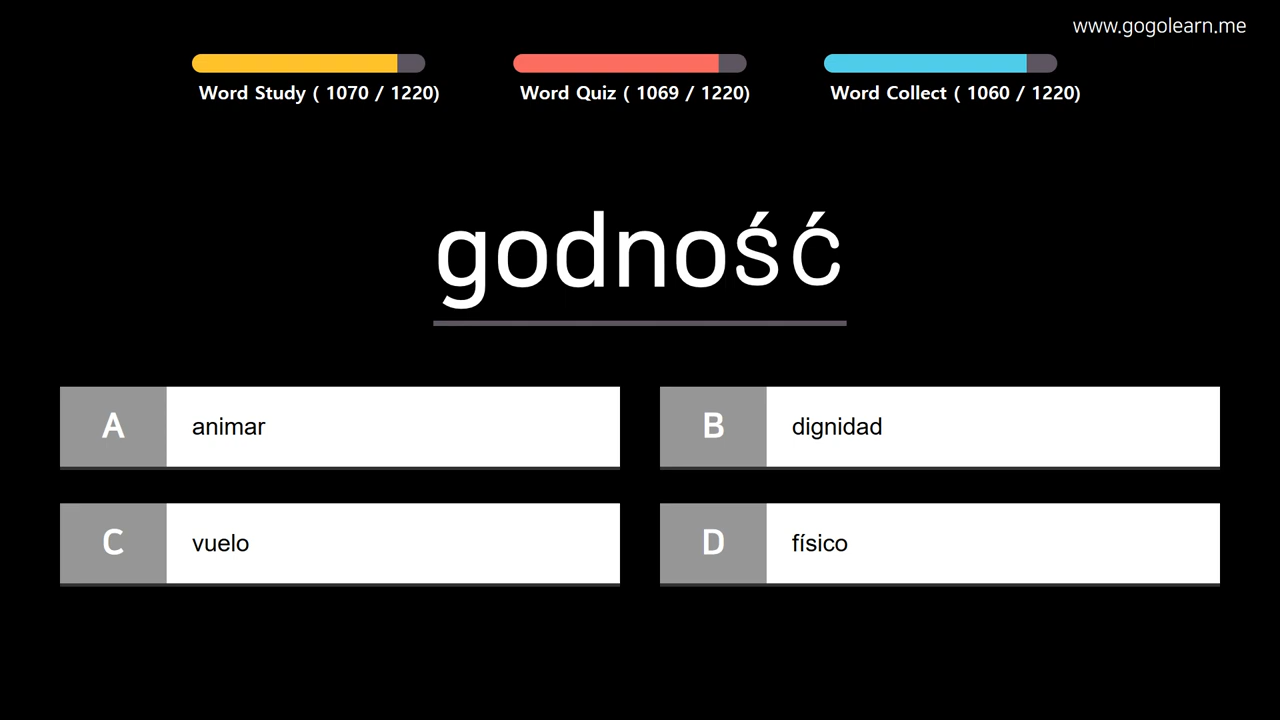 www.gogolearn.me
Word Study ( 1070 / 1220)
Word Quiz ( 1069 / 1220)
Word Collect ( 1060 / 1220)
godność
A animar
B dignidad
C vuelo
D físico